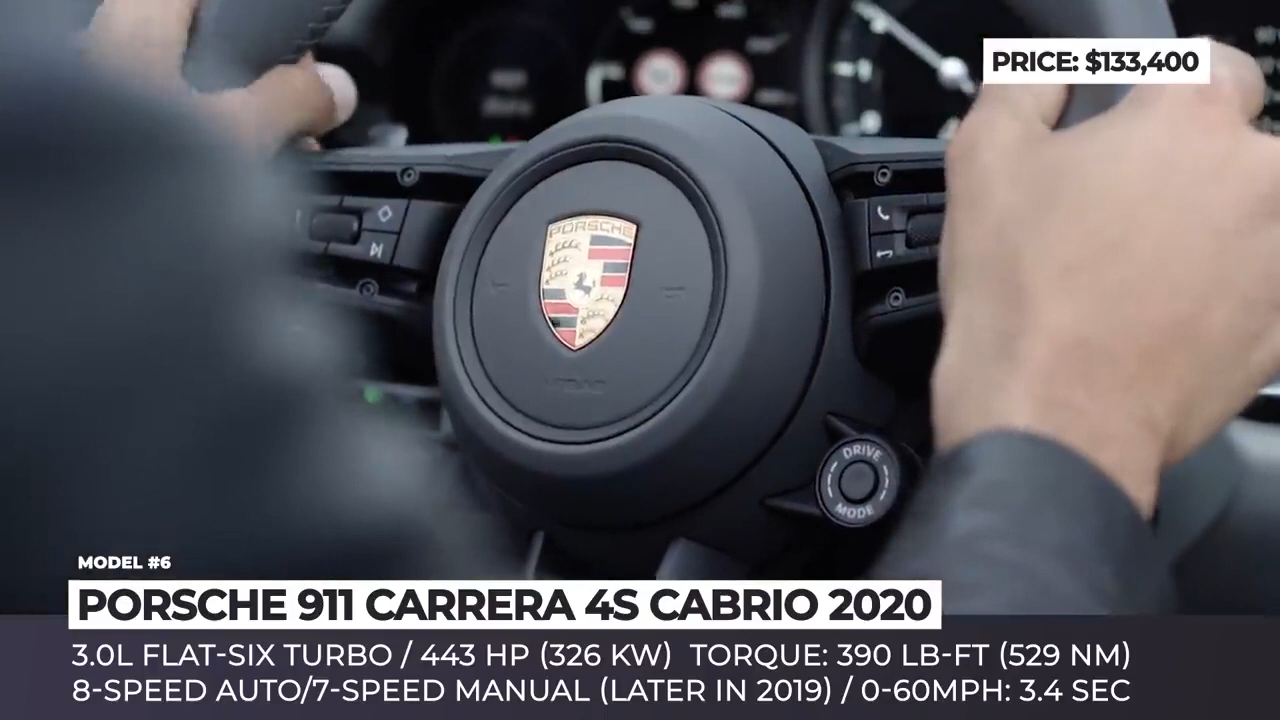 PRICE: $133,400
PORSCHE
DRIVE
MODE
MODEL #6
PORSCHE 911 CARRERA 4S CABRIO 2020
3.0L FLAT-SIX TURBO / 443 HP (326 KW) TORQUE: 390 LB-FT (529 NM)
8-SPEED AUTO/7-SPEED MANUAL (LATER IN 2019) / 0-60MPH: 3.4 SEC